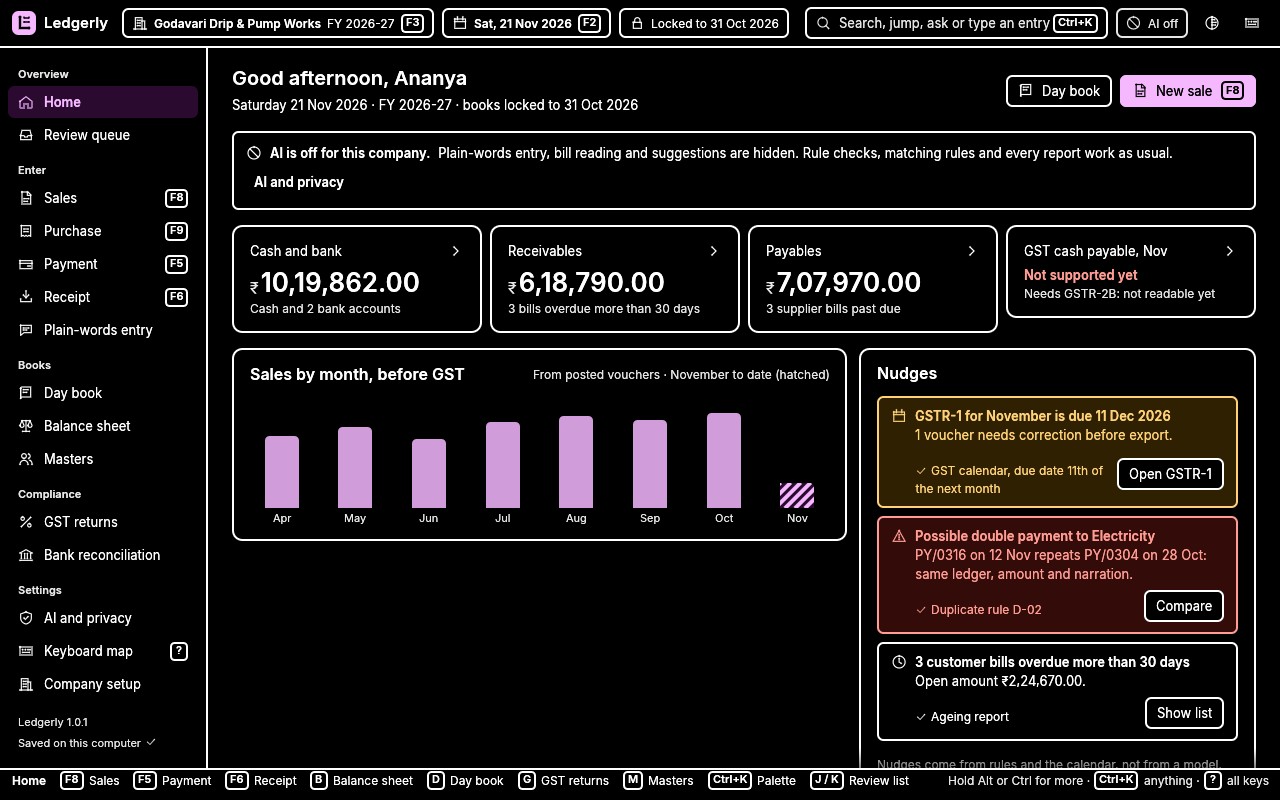 Ledgerly
Godavari Drip & Pump Works FY 2026-27 F3
Sat, 21 Nov 2026 F2
Locked to 31 Oct 2026
Search, jump, ask or type an entry Ctrl+K
AI off
Overview
Home
Review queue
Enter
Sales F8
Purchase F9
Payment F5
Receipt F6
Plain-words entry
Books
Day book
Balance sheet
Masters
Compliance
GST returns
Bank reconciliation
Settings
AI and privacy
Keyboard map ?
Company setup
Ledgerly 1.0.1
Saved on this computer ✓
Good afternoon, Ananya
Saturday 21 Nov 2026 · FY 2026-27 · books locked to 31 Oct 2026
Day book
New sale F8
AI is off for this company. Plain-words entry, bill reading and suggestions are hidden. Rule checks, matching rules and every report work as usual.
AI and privacy
Cash and bank
₹10,19,862.00
Cash and 2 bank accounts
Receivables
₹6,18,790.00
3 bills overdue more than 30 days
Payables
₹7,07,970.00
3 supplier bills past due
GST cash payable, Nov
Not supported yet
Needs GSTR-2B: not readable yet
Sales by month, before GST
From posted vouchers · November to date (hatched)
Apr May Jun Jul Aug Sep Oct Nov
Nudges
GSTR-1 for November is due 11 Dec 2026
1 voucher needs correction before export.
✓ GST calendar, due date 11th of
the next month
Open GSTR-1
Possible double payment to Electricity
PY/0316 on 12 Nov repeats PY/0304 on 28 Oct:
same ledger, amount and narration.
✓ Duplicate rule D-02
Compare
3 customer bills overdue more than 30 days
Open amount ₹2,24,670.00.
✓ Ageing report
Show list
Nudges come from rules and the calendar, not from a model.
Home F8 Sales F5 Payment F6 Receipt B Balance sheet D Day book G GST returns M Masters Ctrl+K Palette J / K Review list Hold Alt or Ctrl for more · Ctrl+K anything · ? all keys